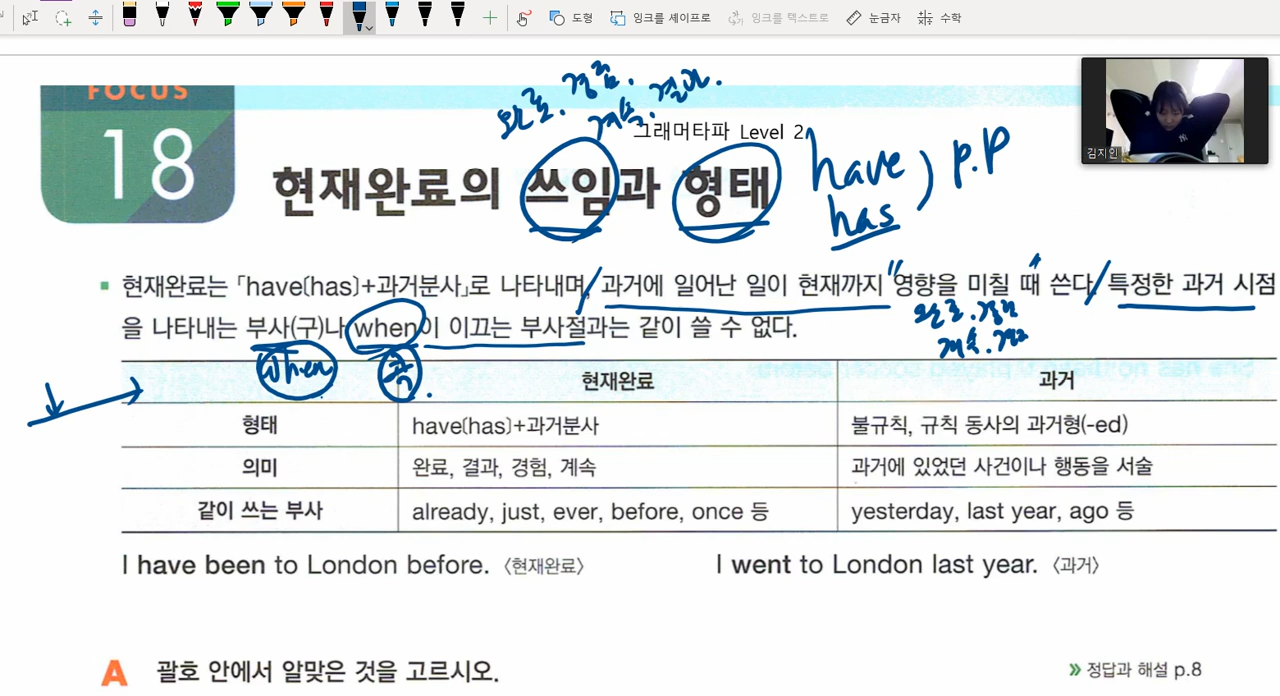 도형 잉크를 셰이프로 잉크를 텍스트로 눈금자 수학
FOCUS
18
완료. 경험.
계속. 결과.
그래머타파 Level 2
현재완료의 쓰임과 형태
have
has
p.p
김지인
현재완료는 「have(has)+과거분사」로 나타내며, 과거에 일어난 일이 현재까지 영향을 미칠 때 쓴다. 특정한 과거 시점
을 나타내는 부사(구)나 when이 이끄는 부사절과는 같이 쓸 수 없다.
완료. 경험
계속. 결과
when
현재완료 과거
형태 have(has)+과거분사 불규칙, 규칙 동사의 과거형(-ed)
의미 완료, 결과, 경험, 계속 과거에 있었던 사건이나 행동을 서술
같이 쓰는 부사 already, just, ever, before, once 등 yesterday, last year, ago 등
I have been to London before. 〈현재완료〉 I went to London last year. 〈과거〉
A 괄호 안에서 알맞은 것을 고르시오.
정답과 해설 p.8